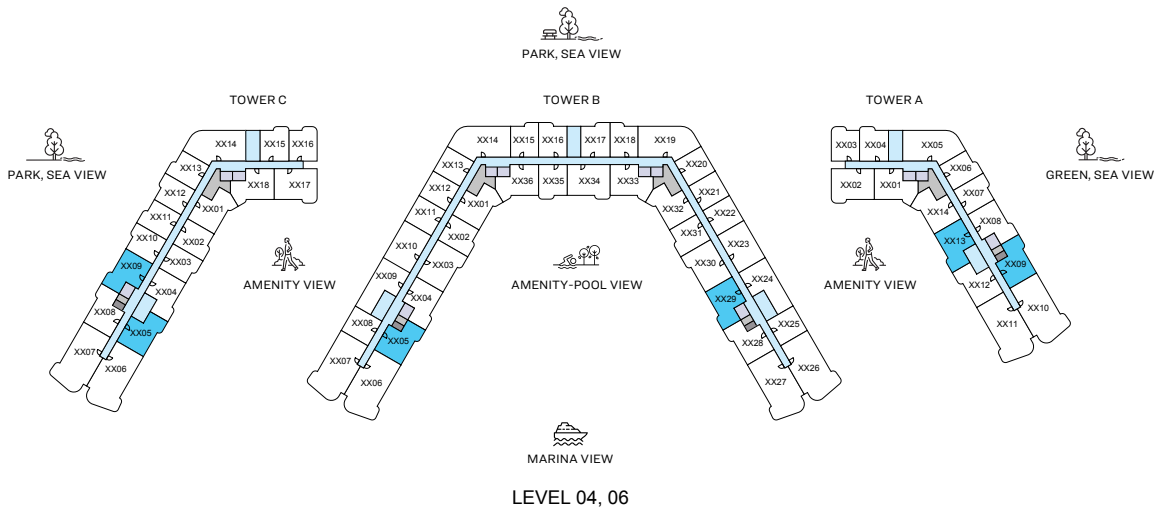 PARK, SEA VIEW
TOWER C
TOWER B
TOWER A
PARK, SEA VIEW
GREEN, SEA VIEW
XX14
XX15
XX16
XX13
XX12
XX11
XX10
XX09
XX08
XX07
XX06
XX05
XX04
XX03
XX02
XX01
XX18
XX17
AMENITY VIEW
XX14
XX15
XX16
XX17
XX18
XX19
XX13
XX12
XX11
XX10
XX09
XX08
XX07
XX06
XX05
XX04
XX03
XX02
XX01
XX36
XX35
XX34
XX33
XX32
XX31
XX30
XX29
XX28
XX27
XX26
XX25
XX24
XX23
XX22
XX21
XX20
AMENITY-POOL VIEW
AMENITY VIEW
XX03
XX04
XX05
XX02
XX01
XX06
XX07
XX08
XX09
XX10
XX11
XX12
XX13
XX14
MARINA VIEW
LEVEL 04, 06